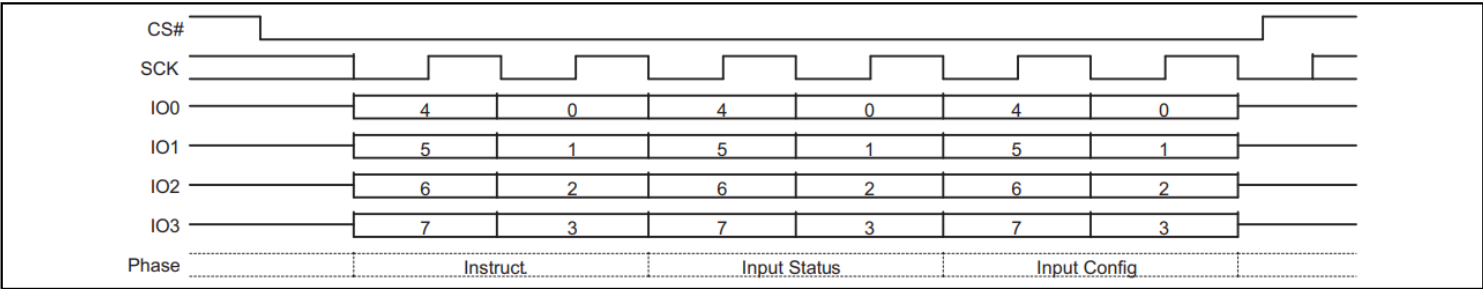 CS#
SCK
IO0 4 0 4 0 4 0
IO1 5 1 5 1 5 1
IO2 6 2 6 2 6 2
IO3 7 3 7 3 7 3
Phase Instruct. Input Status Input Config